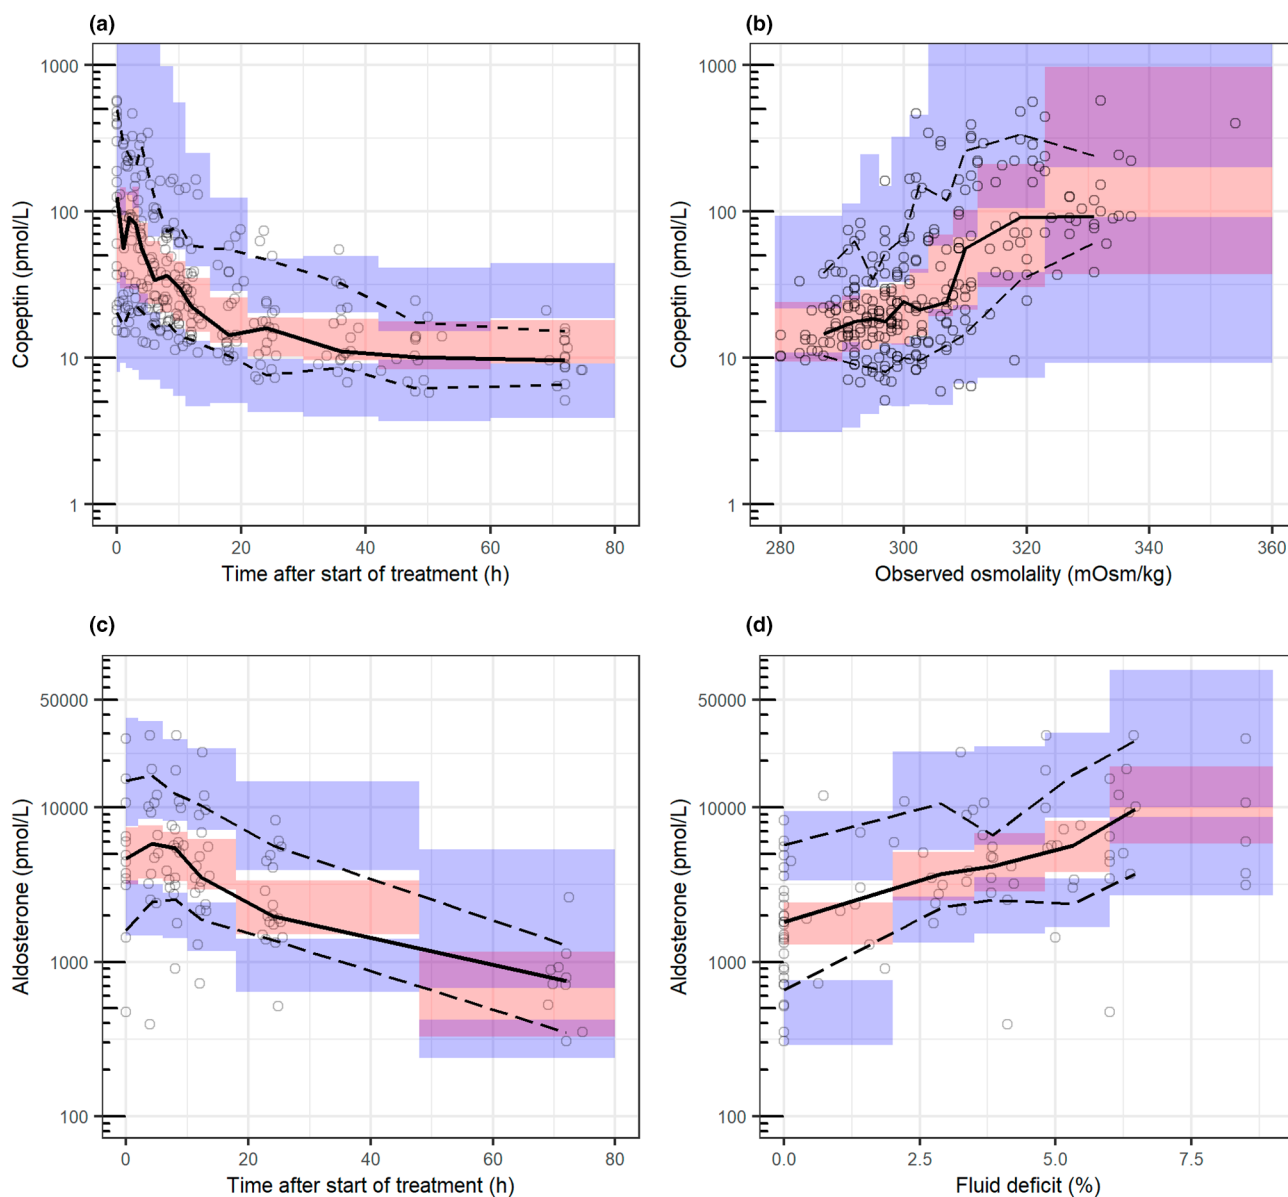 (a)
(b)
1000
100
10
1
Copeptin (pmol/L)
0 20 40 60 80
Time after start of treatment (h)
1000
100
10
1
Copeptin (pmol/L)
280 300 320 340 360
Observed osmolality (mOsm/kg)
(c)
(d)
50000
10000
1000
100
Aldosterone (pmol/L)
0 20 40 60 80
Time after start of treatment (h)
50000
10000
1000
100
Aldosterone (pmol/L)
0.0 2.5 5.0 7.5
Fluid deficit (%)